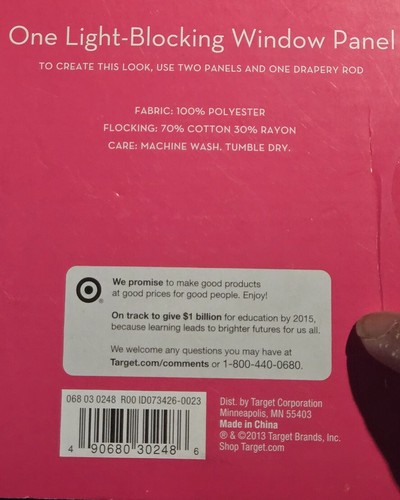 One Light-Blocking Window Panel
TO CREATE THIS LOOK, USE TWO PANELS AND ONE DRAPERY ROD
FABRIC: 100% POLYESTER
FLOCKING: 70% COTTON 30% RAYON
CARE: MACHINE WASH. TUMBLE DRY.
We promise to make good products
at good prices for good people. Enjoy!
On track to give $1 billion for education by 2015,
because learning leads to brighter futures for us all.
We welcome any questions you may have at
Target.com/comments or 1-800-440-0680.
068 03 0248 R00 ID073426-0023
4 90680 30248 6
Dist. by Target Corporation
Minneapolis, MN 55403
Made in China
® & ©2013 Target Brands, Inc.
Shop Target.com